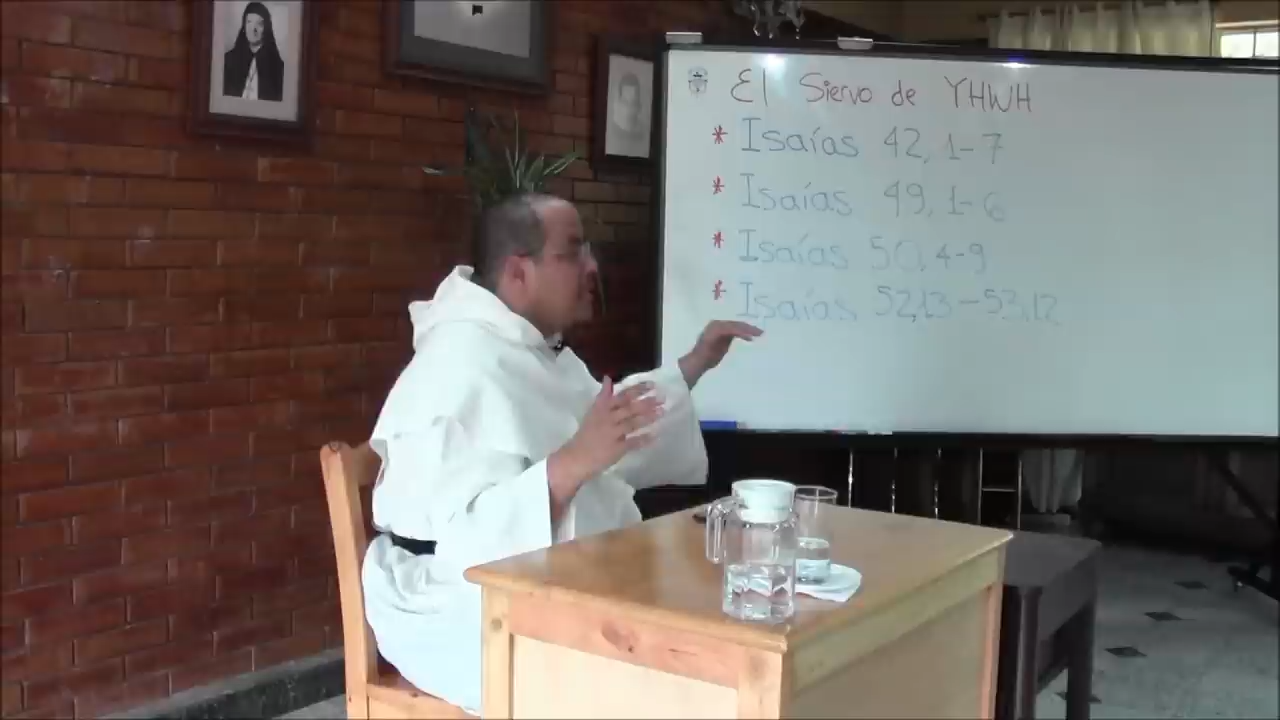 El Siervo de YHWH
* Isaías 42, 1-7
* Isaías 49, 1-6
* Isaías 50, 4-9
* Isaías 52,13-53,12